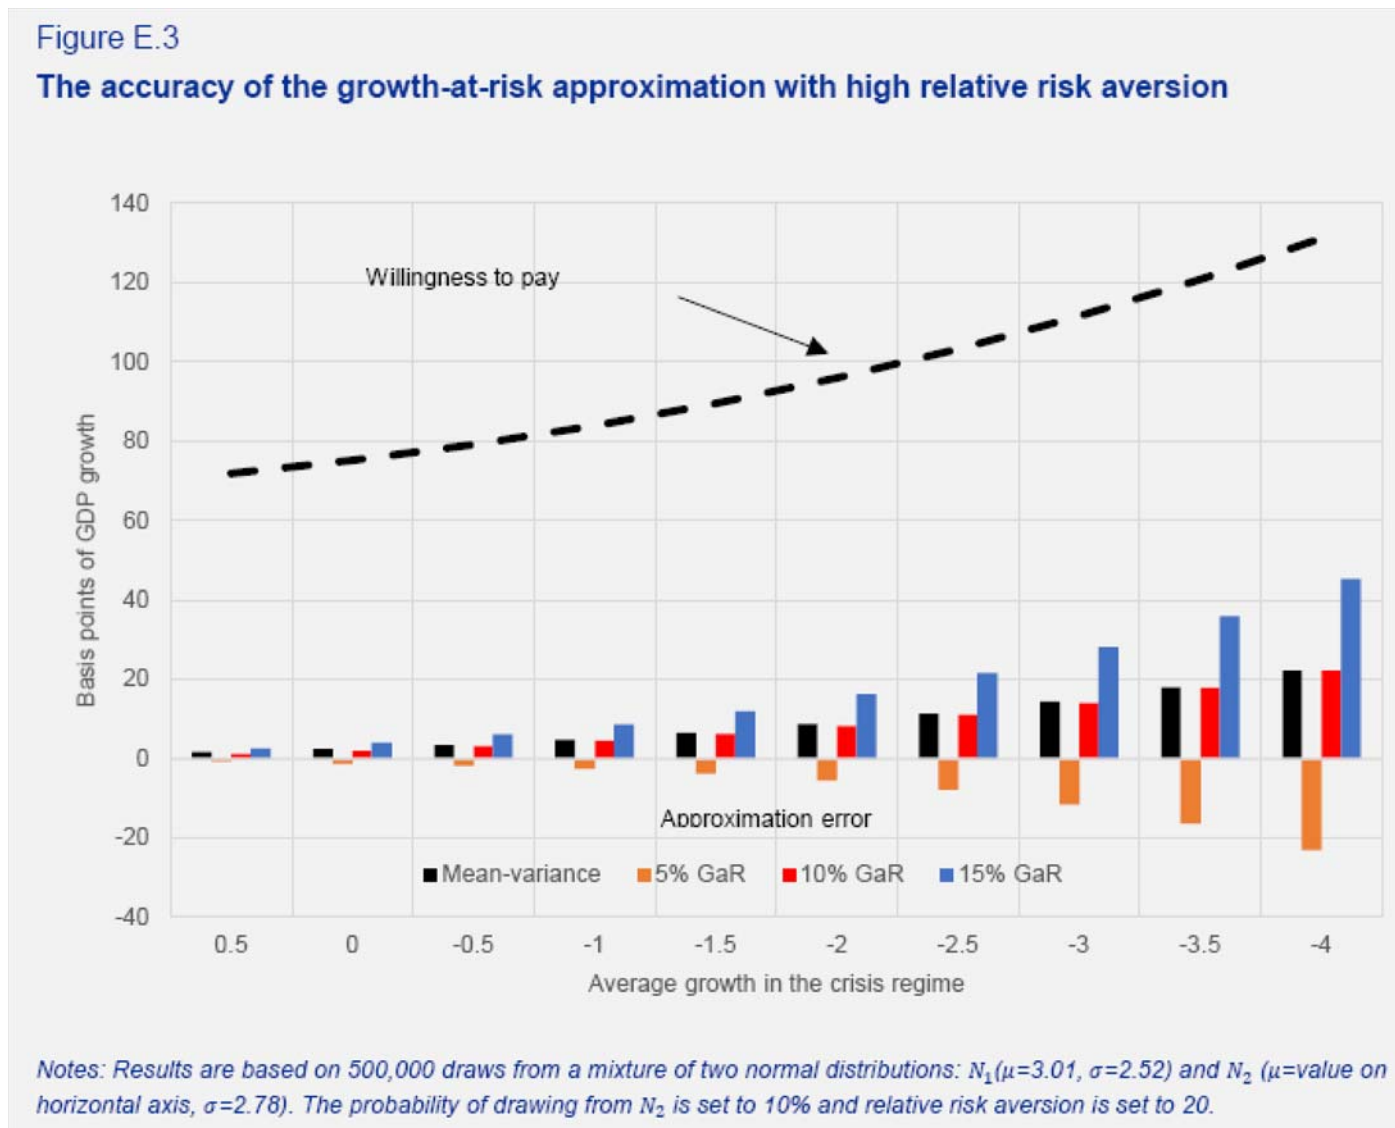 Figure E.3
The accuracy of the growth-at-risk approximation with high relative risk aversion
140
120
100
80
60
40
20
0
-20
-40
Basis points of GDP growth
Willingness to pay
Approximation error
Mean-variance 5% GaR 10% GaR 15% GaR
0.5 0 -0.5 -1 -1.5 -2 -2.5 -3 -3.5 -4
Average growth in the crisis regime
Notes: Results are based on 500,000 draws from a mixture of two normal distributions: N₁(μ=3.01, σ=2.52) and N₂ (μ=value on
horizontal axis, σ=2.78). The probability of drawing from N₂ is set to 10% and relative risk aversion is set to 20.